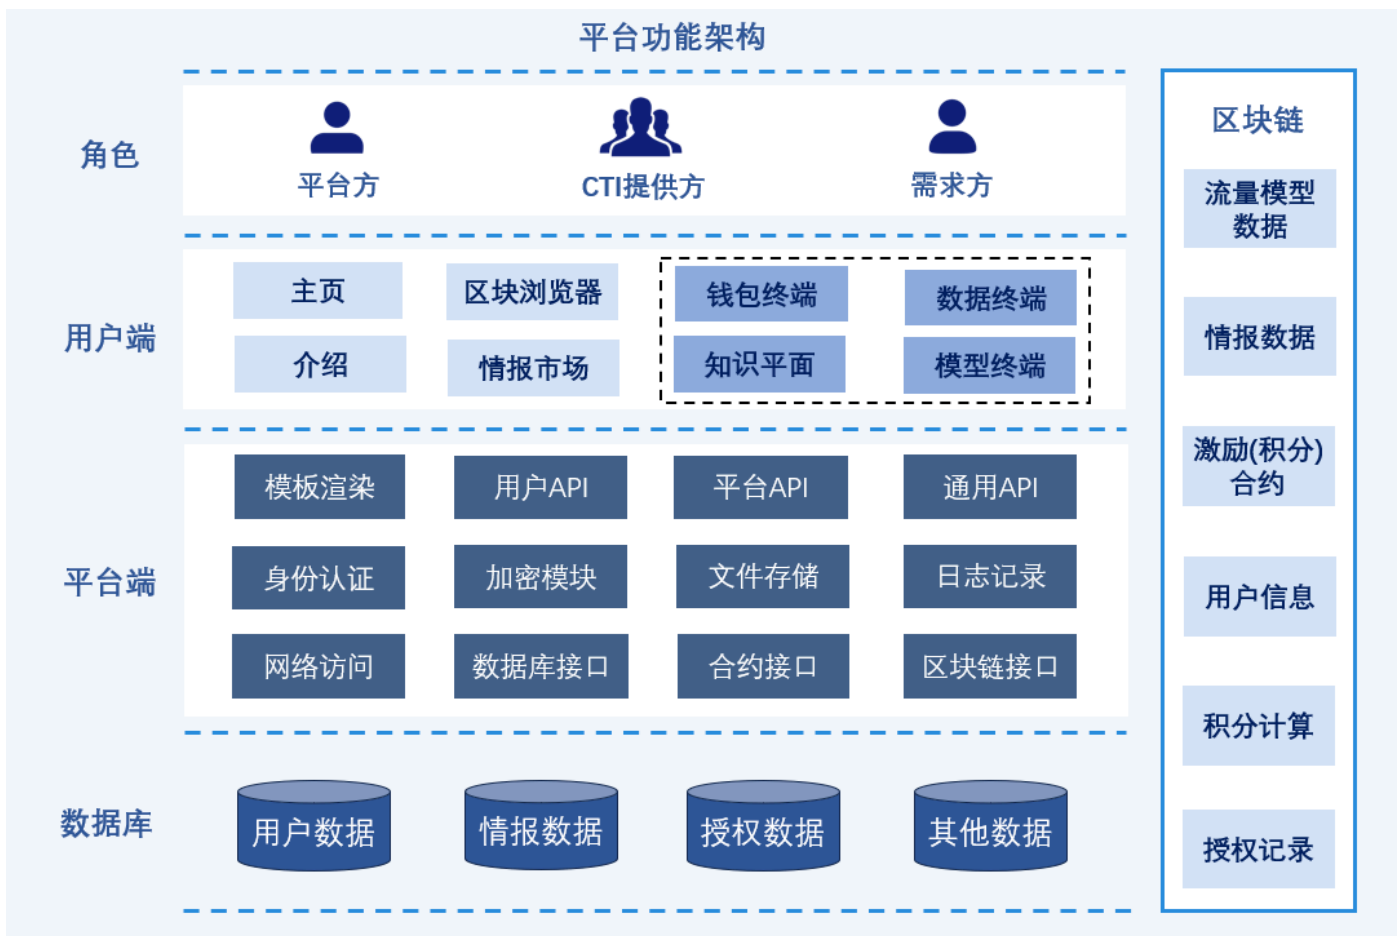 平台功能架构
角色
平台方
CTI提供方
需求方
用户端
主页
区块浏览器
钱包终端
数据终端
介绍
情报市场
知识平面
模型终端
平台端
模板渲染
用户API
平台API
通用API
身份认证
加密模块
文件存储
日志记录
网络访问
数据库接口
合约接口
区块链接口
数据库
用户数据
情报数据
授权数据
其他数据
区块链
流量模型
数据
情报数据
激励(积分)
合约
用户信息
积分计算
授权记录